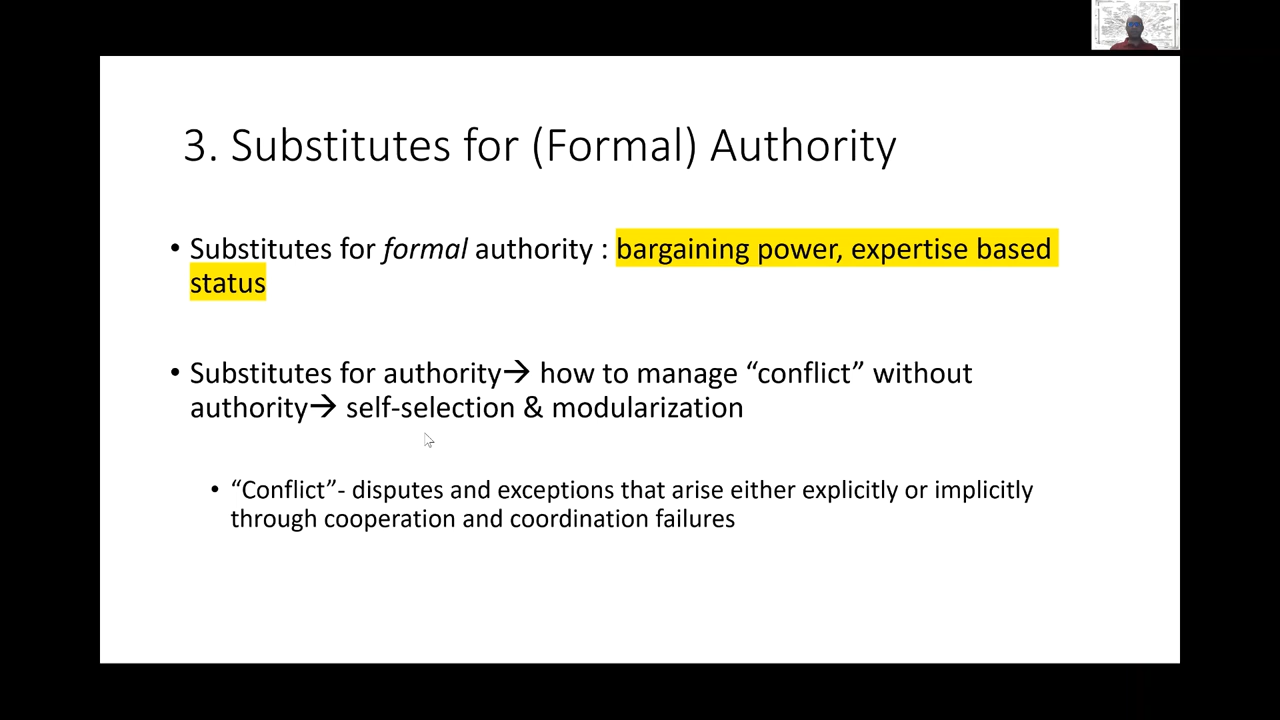 3. Substitutes for (Formal) Authority
• Substitutes for formal authority : bargaining power, expertise based
status
• Substitutes for authority→ how to manage “conflict” without
authority→ self-selection & modularization
• “Conflict”- disputes and exceptions that arise either explicitly or implicitly
through cooperation and coordination failures